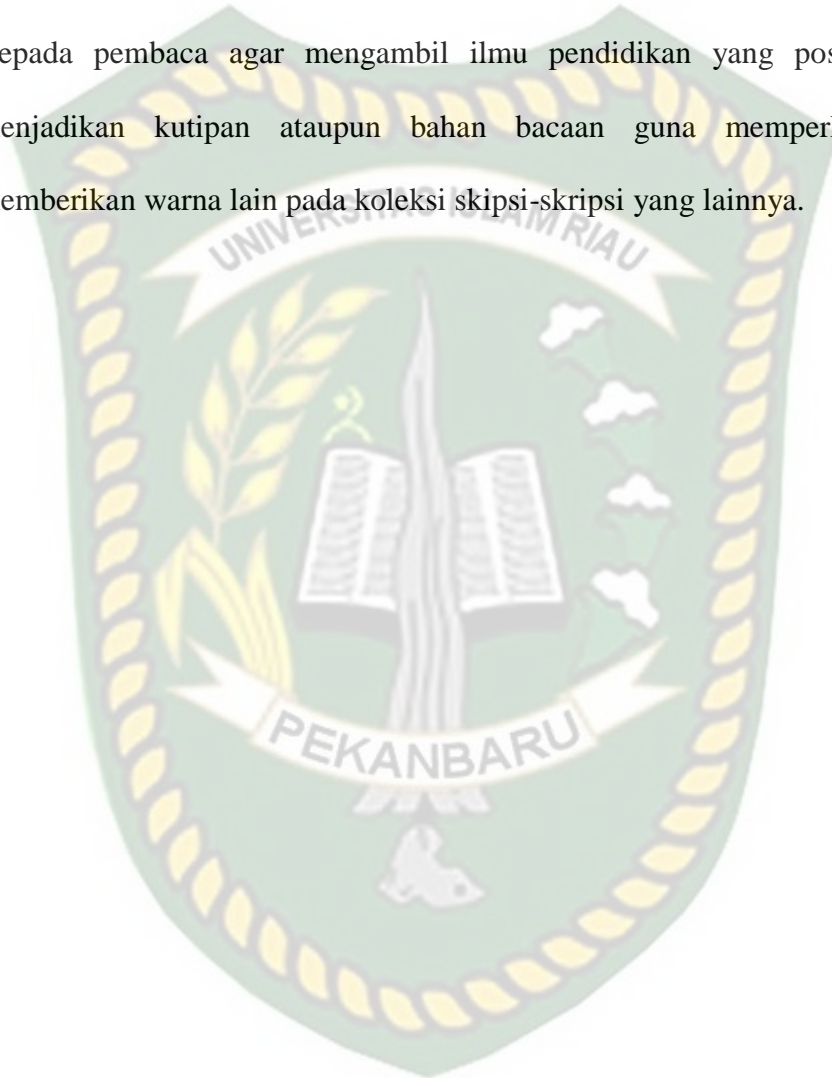 epada pembaca agar mengambil ilmu pendidikan yang pos
enjadikan kutipan ataupun bahan bacaan guna memperl
emberikan warna lain pada koleksi skipsi-skripsi yang lainnya.
UNIVERSITAS ISLAM RIAU
PEKANBARU